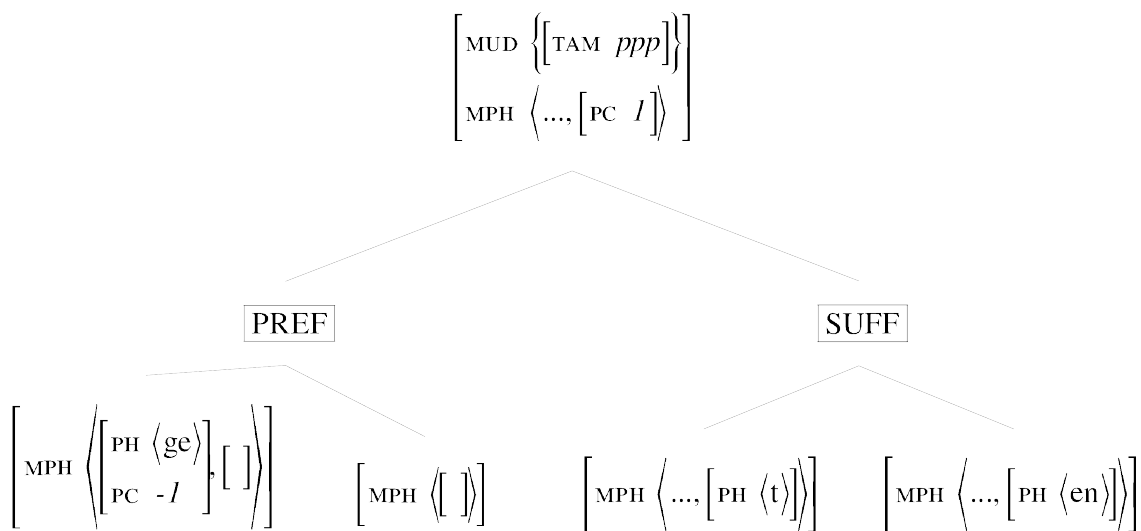 MUD {[TAM ppp]}
MPH ⟨..., [PC 1]⟩
PREF
SUFF
MPH ⟨[PH ⟨ge⟩, PC -1], [ ]⟩
MPH ⟨[ ]⟩
MPH ⟨..., [PH ⟨t⟩]⟩
MPH ⟨..., [PH ⟨en⟩]⟩